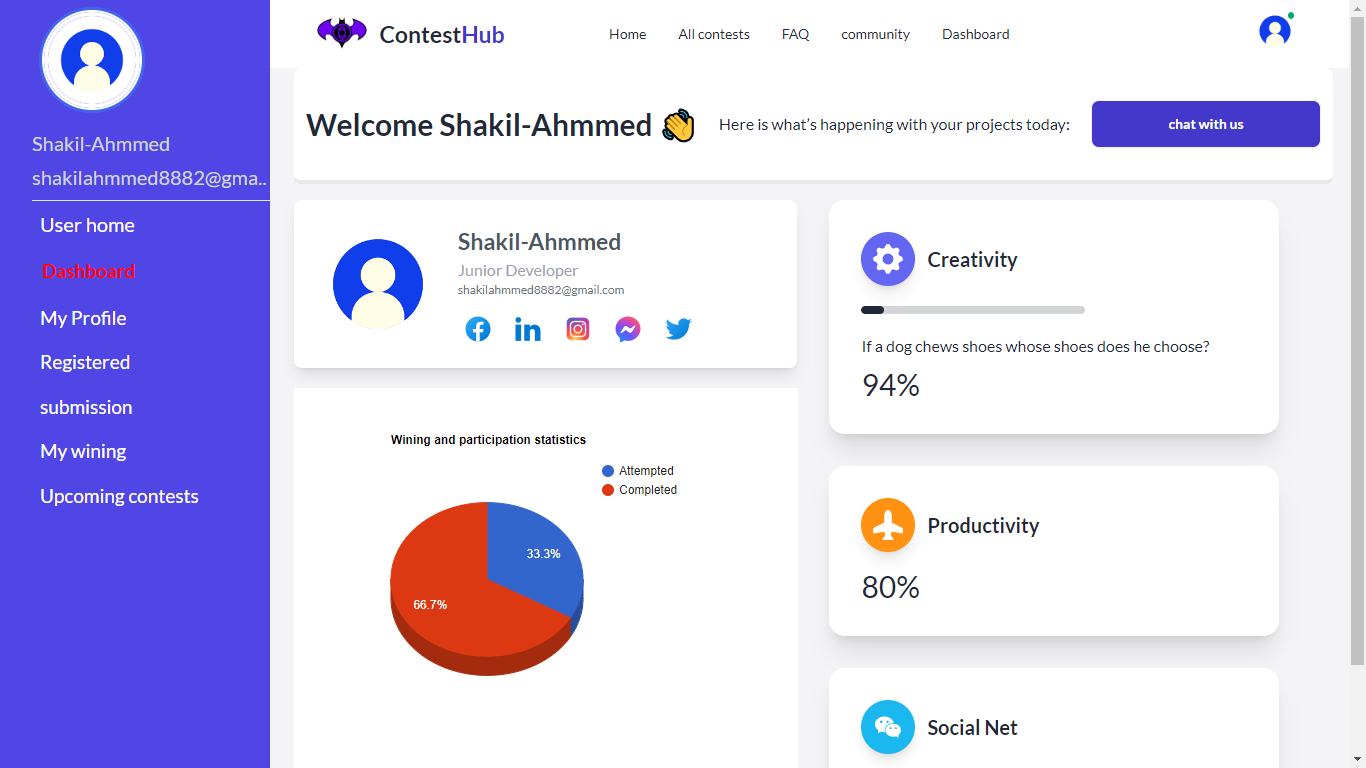 Shakil-Ahmmed
shakilahmmed8882@gma..
User home
Dashboard
My Profile
Registered
submission
My wining
Upcoming contests
ContestHub
Home
All contests
FAQ
community
Dashboard
Welcome Shakil-Ahmmed
Here is what’s happening with your projects today:
chat with us
Shakil-Ahmmed
Junior Developer
shakilahmmed8882@gmail.com
Wining and participation statistics
Attempted
Completed
33.3%
66.7%
Creativity
If a dog chews shoes whose shoes does he choose?
94%
Productivity
80%
Social Net